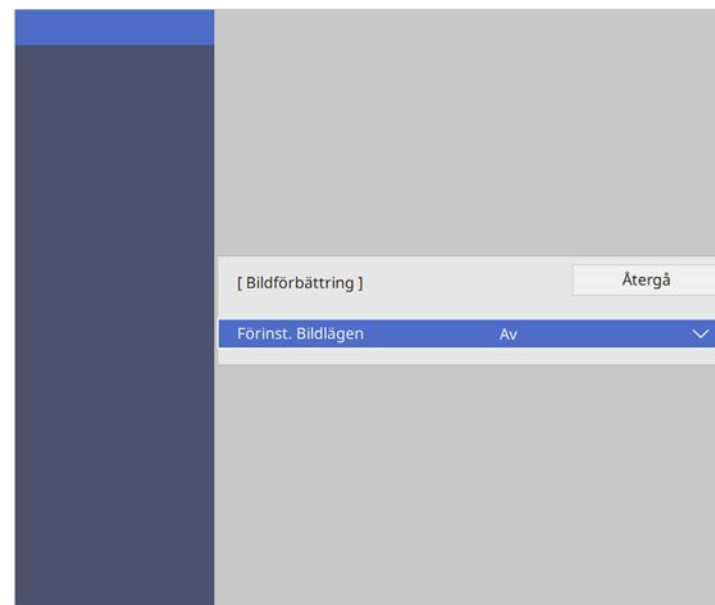 [ Bildförbättring ]
Återgå
Förinst. Bildlägen Av